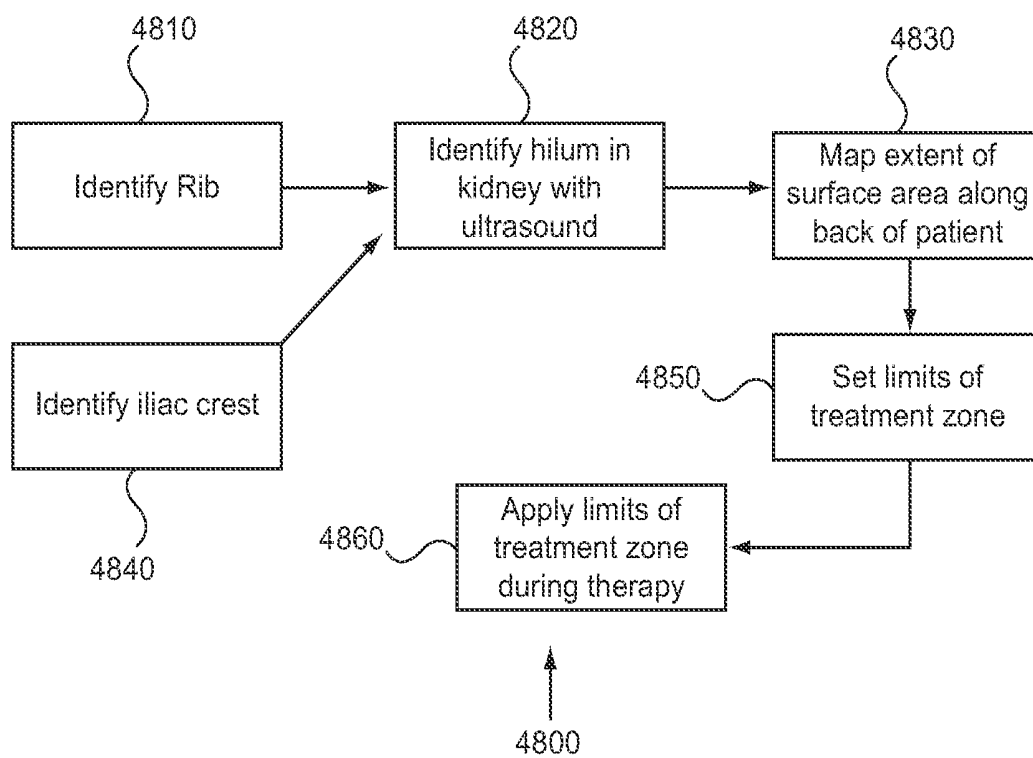 4810
4820
4830
Identify Rib
Identify hilum in
kidney with
ultrasound
Map extent of
surface area along
back of patient
Identify iliac crest
4840
4850
Set limits of
treatment zone
4860
Apply limits of
treatment zone
during therapy
4800